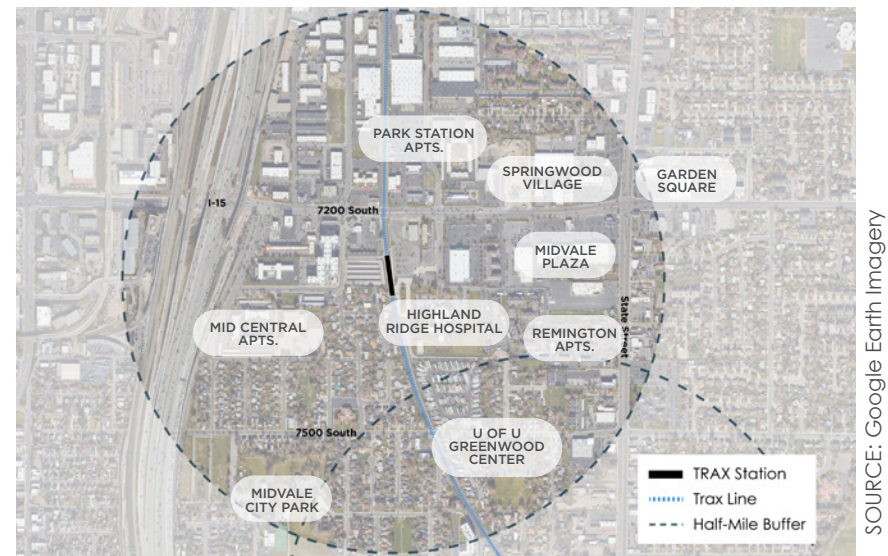 PARK STATION
APTS.
SPRINGWOOD
VILLAGE
GARDEN
SQUARE
I-15
7200 South
MIDVALE
PLAZA
State Street
HIGHLAND
RIDGE HOSPITAL
MID CENTRAL
APTS.
REMINGTON
APTS.
7500 South
U OF U
GREENWOOD
CENTER
MIDVALE
CITY PARK
TRAX Station
Trax Line
Half-Mile Buffer
SOURCE: Google Earth Imagery